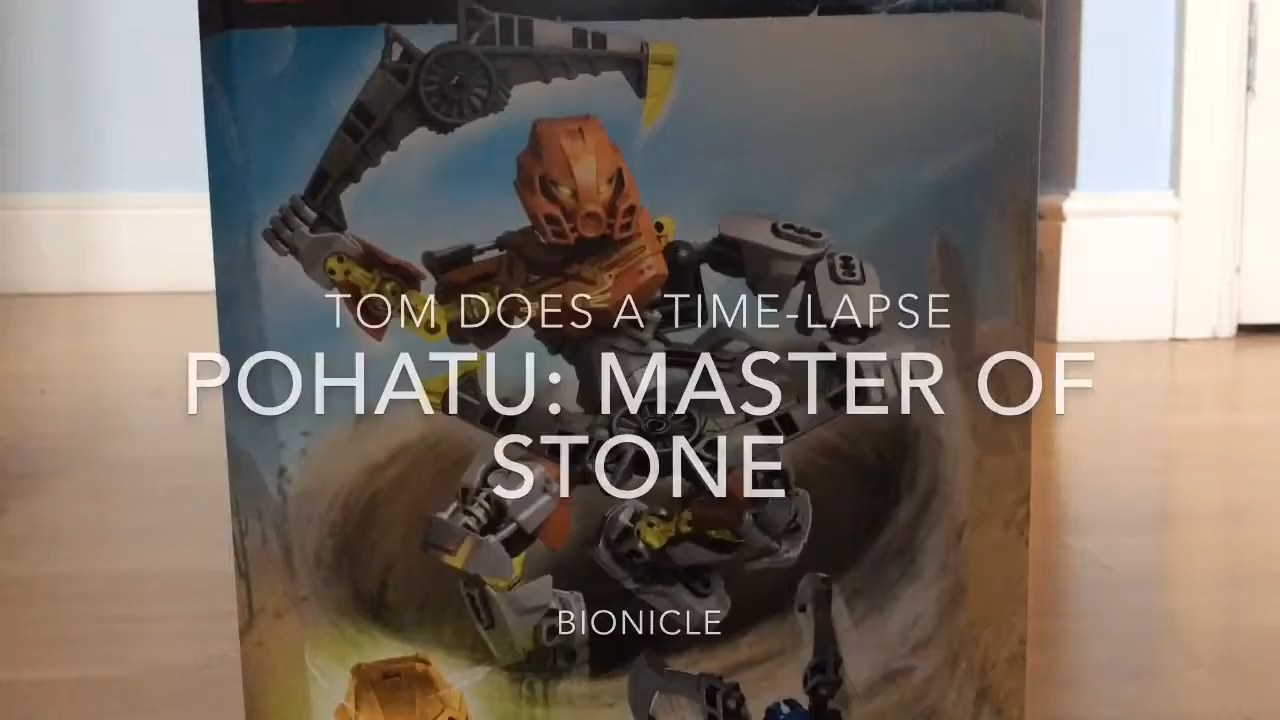 TOM DOES A TIME-LAPSE
POHATU: MASTER OF
STONE
BIONICLE